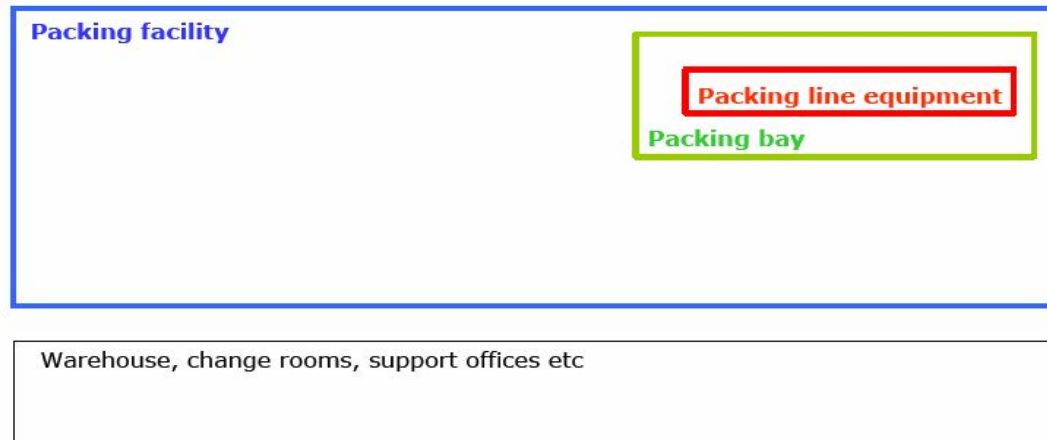 Packing facility
Packing line equipment
Packing bay
Warehouse, change rooms, support offices etc